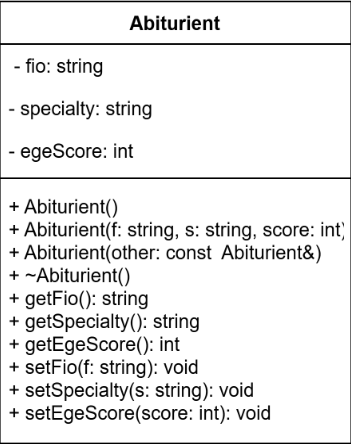 Abiturient
- fio: string
- specialty: string
- egeScore: int
+ Abiturient()
+ Abiturient(f: string, s: string, score: int)
+ Abiturient(other: const Abiturient&)
+ ~Abiturient()
+ getFio(): string
+ getSpecialty(): string
+ getEgeScore(): int
+ setFio(f: string): void
+ setSpecialty(s: string): void
+ setEgeScore(score: int): void